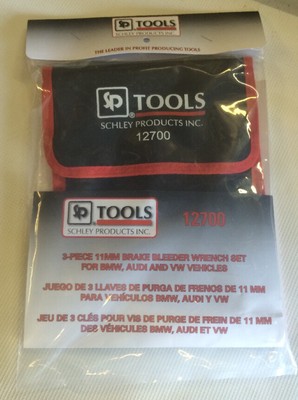 SP TOOLS
SCHLEY PRODUCTS INC.
THE LEADER IN PROFIT PRODUCING TOOLS
SP TOOLS
SCHLEY PRODUCTS INC.
12700
SP TOOLS
SCHLEY PRODUCTS INC.
12700
3-PIECE 11MM BRAKE BLEEDER WRENCH SET
FOR BMW, AUDI AND VW VEHICLES
JUEGO DE 3 LLAVES DE PURGA DE FRENOS DE 11 MM
PARA VEHÍCULOS BMW, AUDI Y VW
JEU DE 3 CLÉS POUR VIS DE PURGE DE FREIN DE 11 MM
DES VÉHICULES BMW, AUDI ET VW